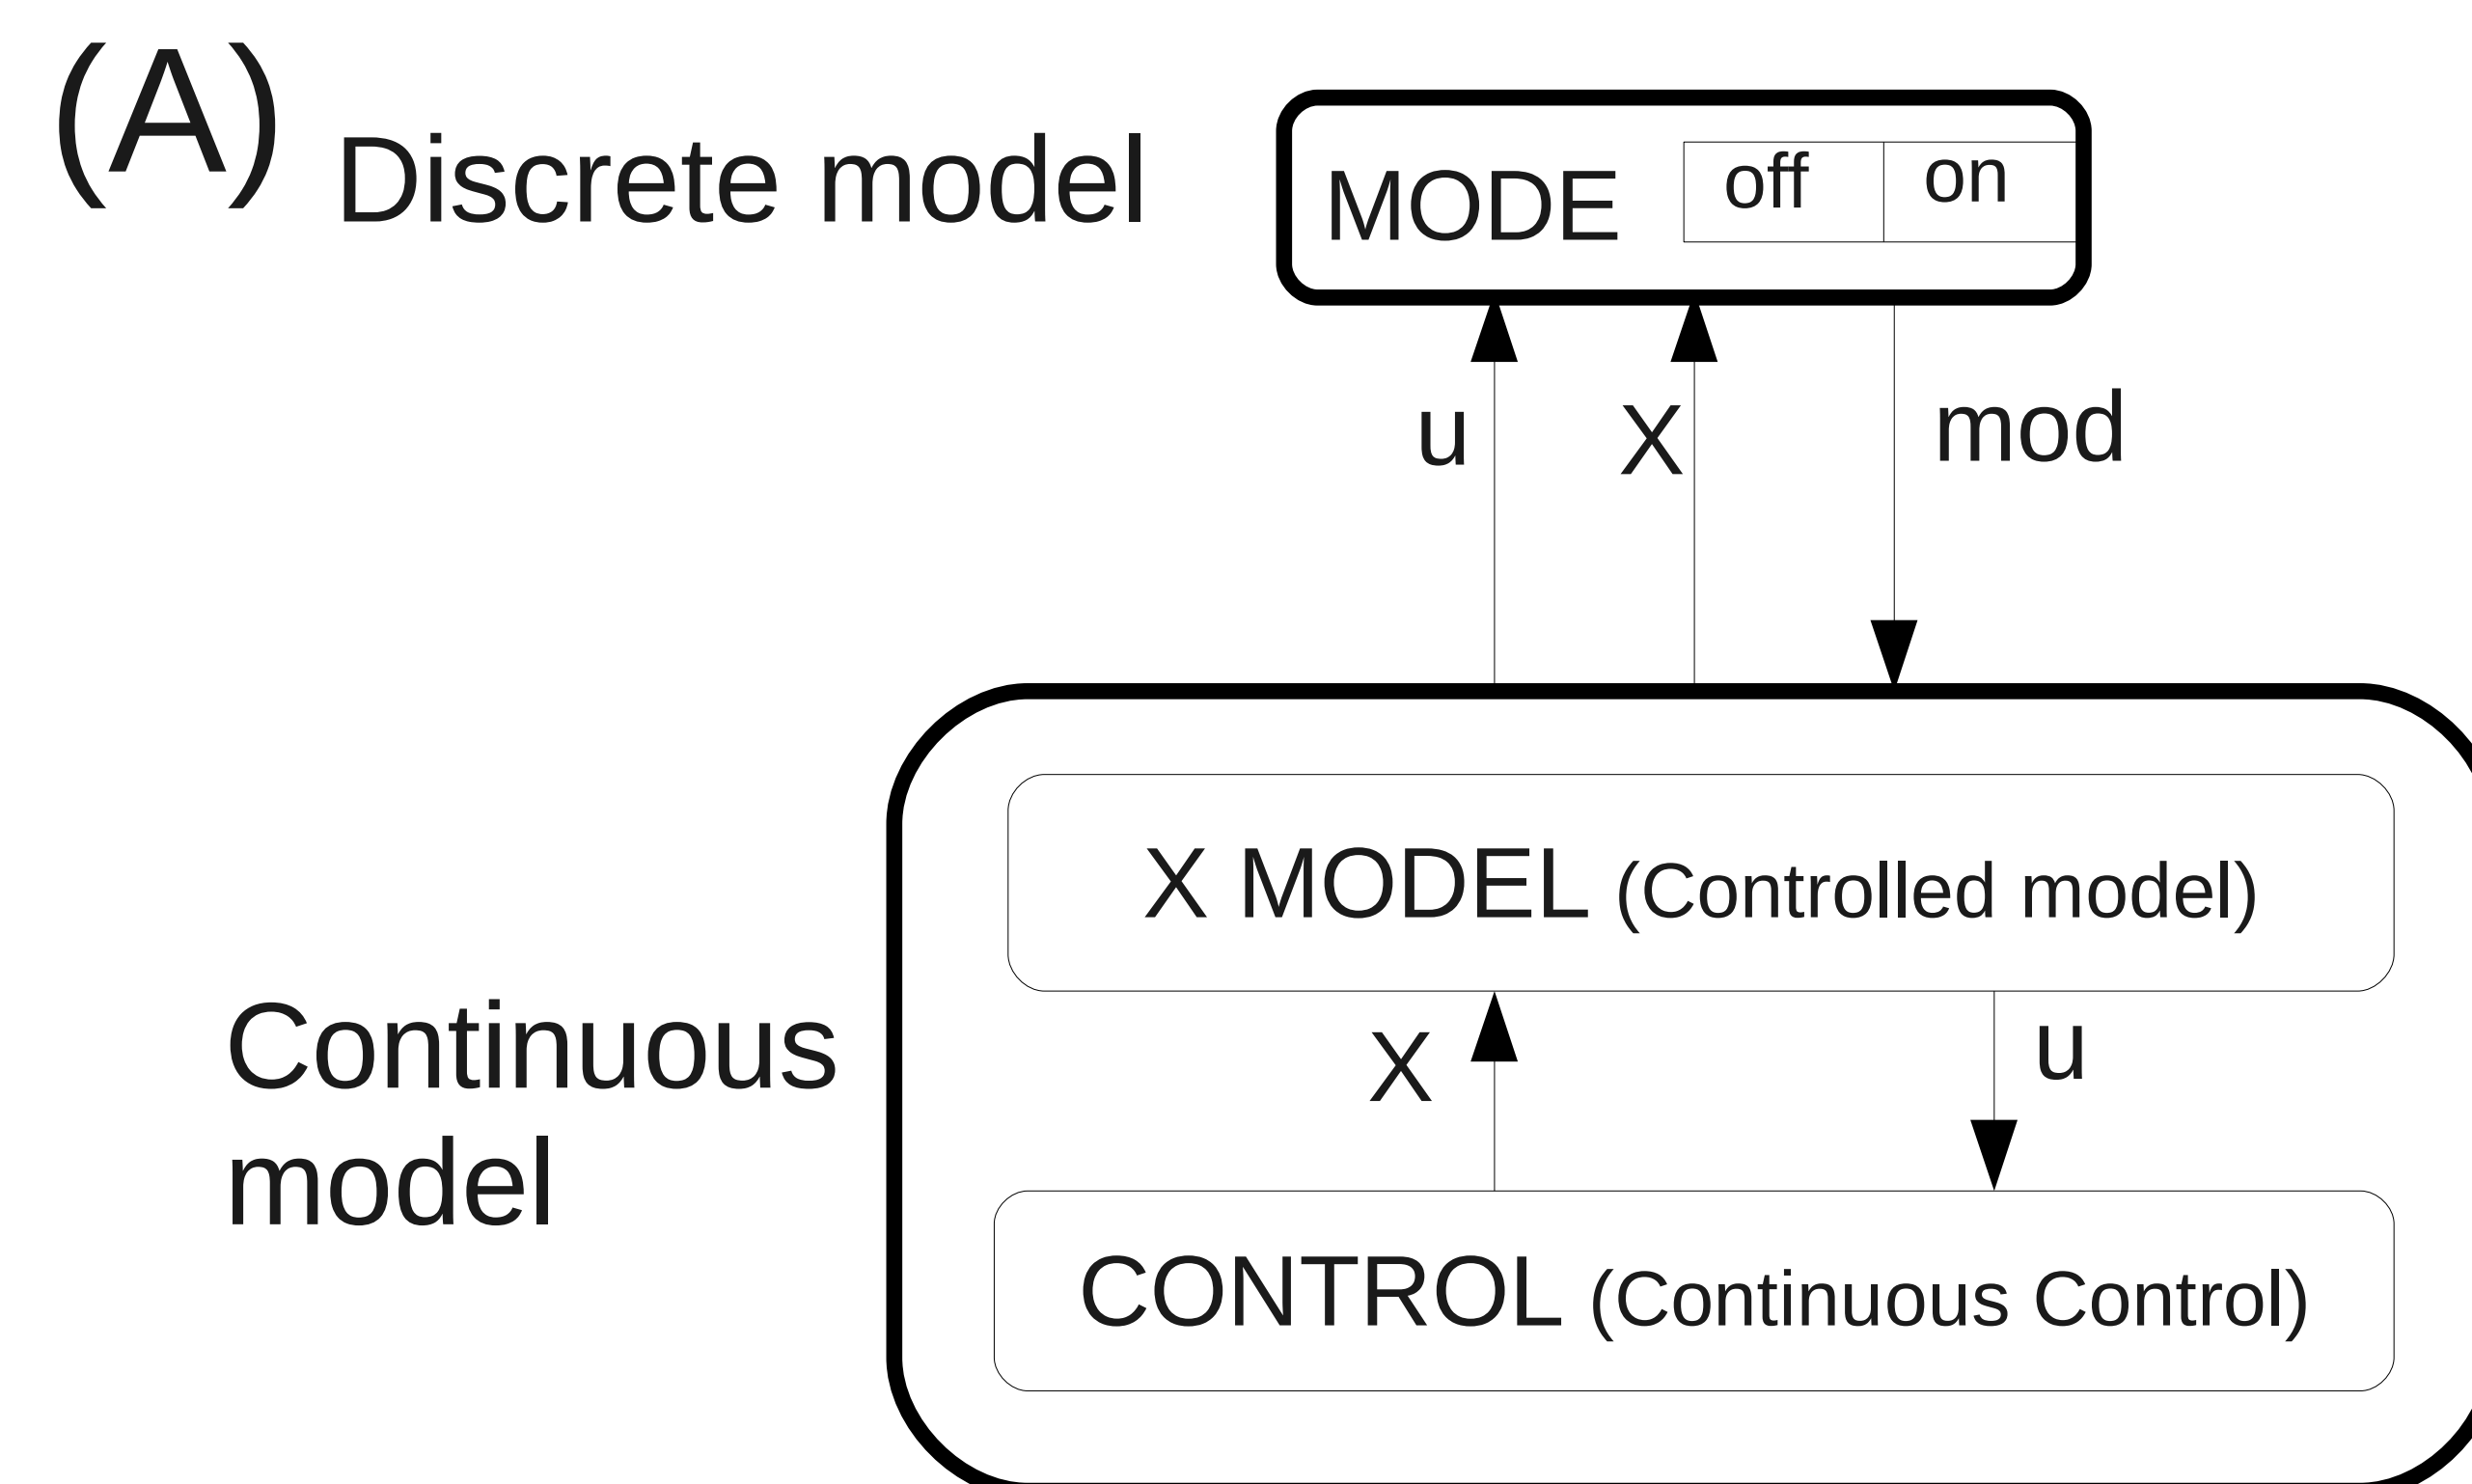 (A)
Discrete model
MODE off on
u X mod
X MODEL (Controlled model)
X u
Continuous
model
CONTROL (Continuous Control)